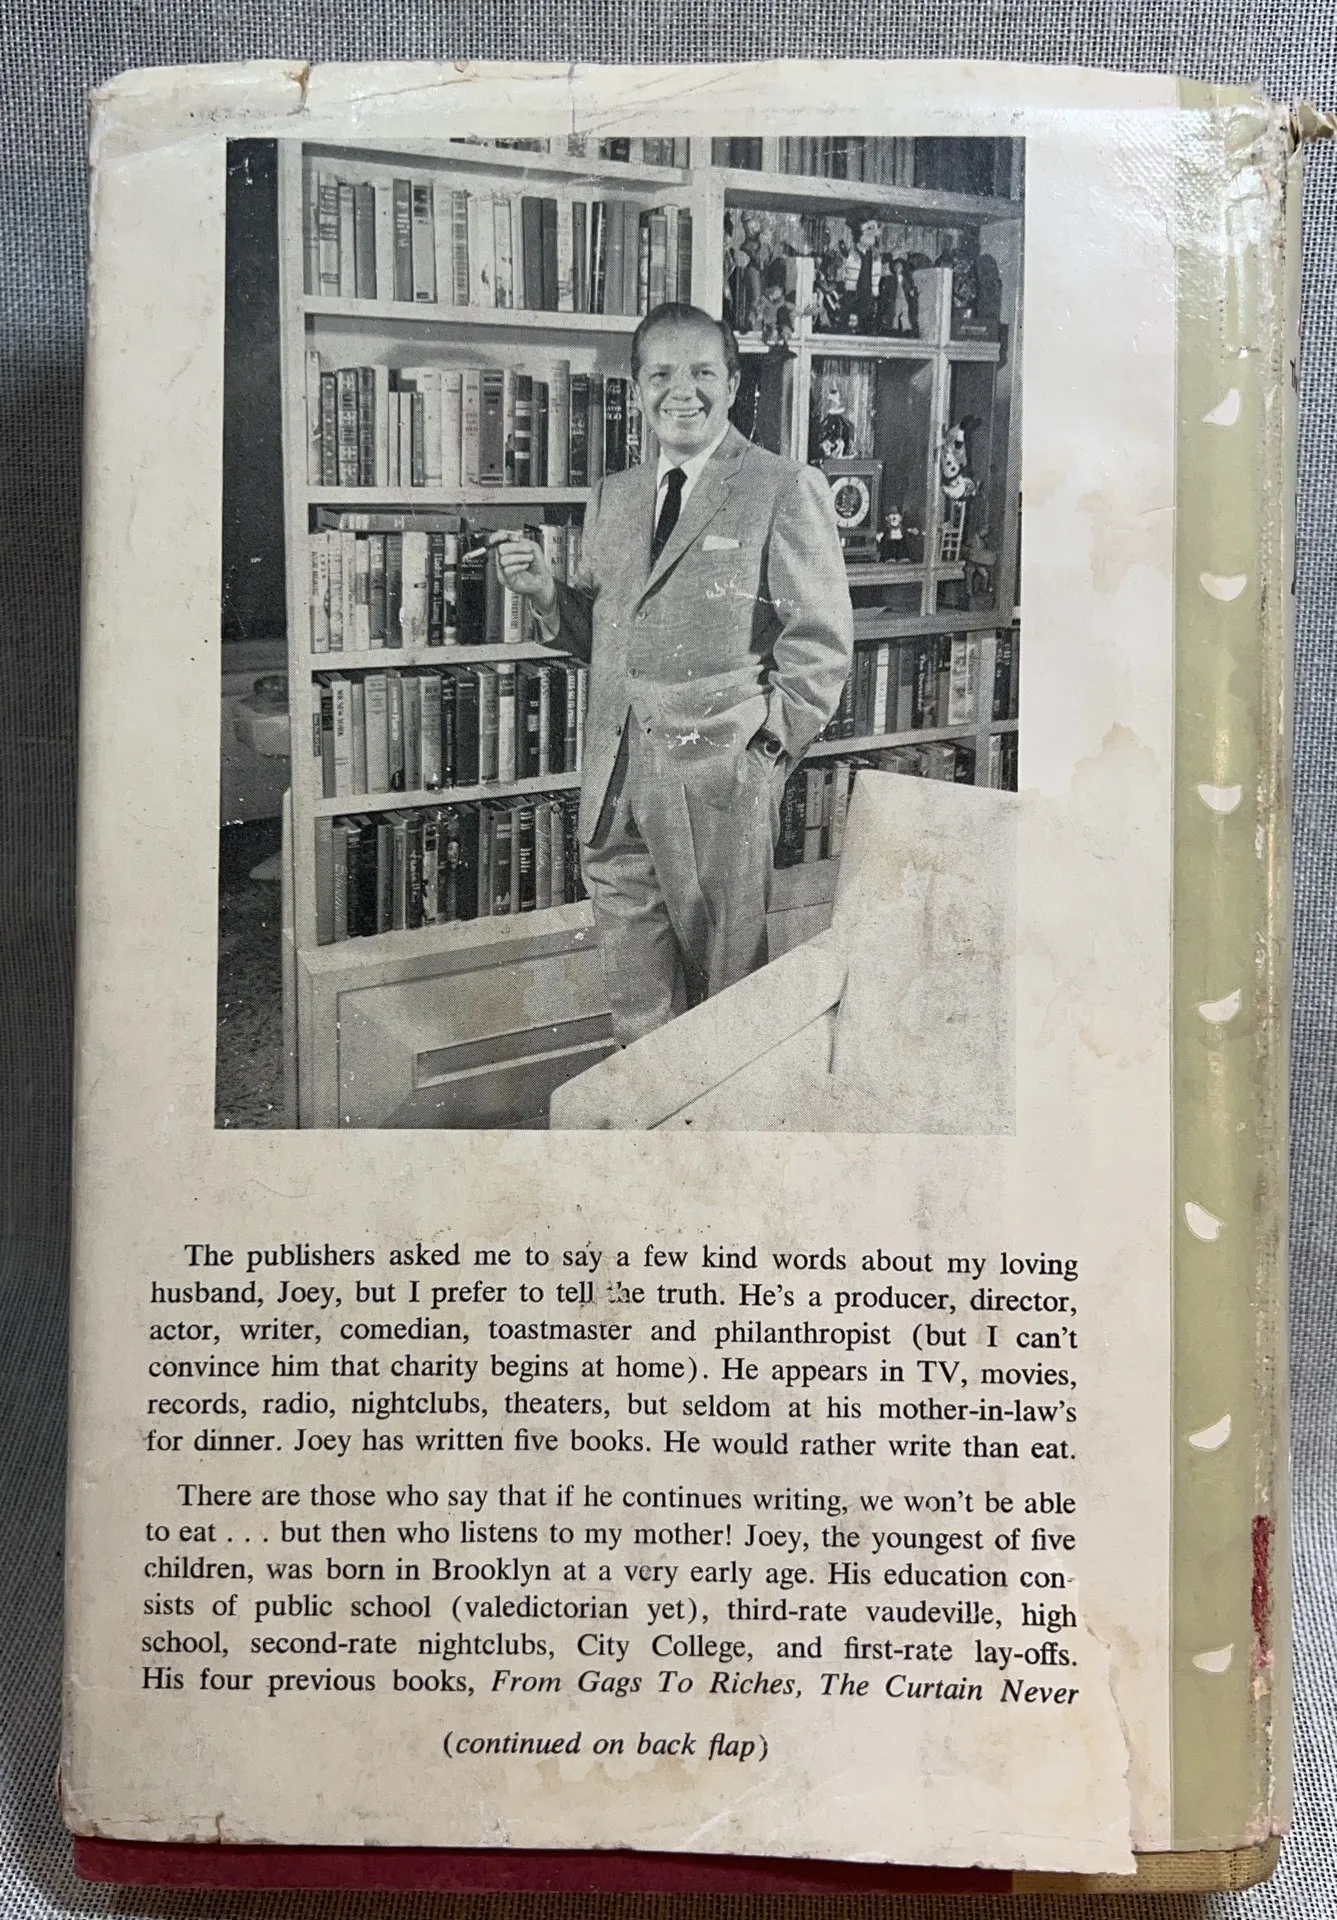 The publishers asked me to say a few kind words about my loving
husband, Joey, but I prefer to tell the truth. He's a producer, director,
actor, writer, comedian, toastmaster and philanthropist (but I can't
convince him that charity begins at home). He appears in TV, movies,
records, radio, nightclubs, theaters, but seldom at his mother-in-law's
for dinner. Joey has written five books. He would rather write than eat.
There are those who say that if he continues writing, we won't be able
to eat . . . but then who listens to my mother! Joey, the youngest of five
children, was born in Brooklyn at a very early age. His education con-
sists of public school (valedictorian yet), third-rate vaudeville, high
school, second-rate nightclubs, City College, and first-rate lay-offs.
His four previous books, From Gags To Riches, The Curtain Never
(continued on back flap)